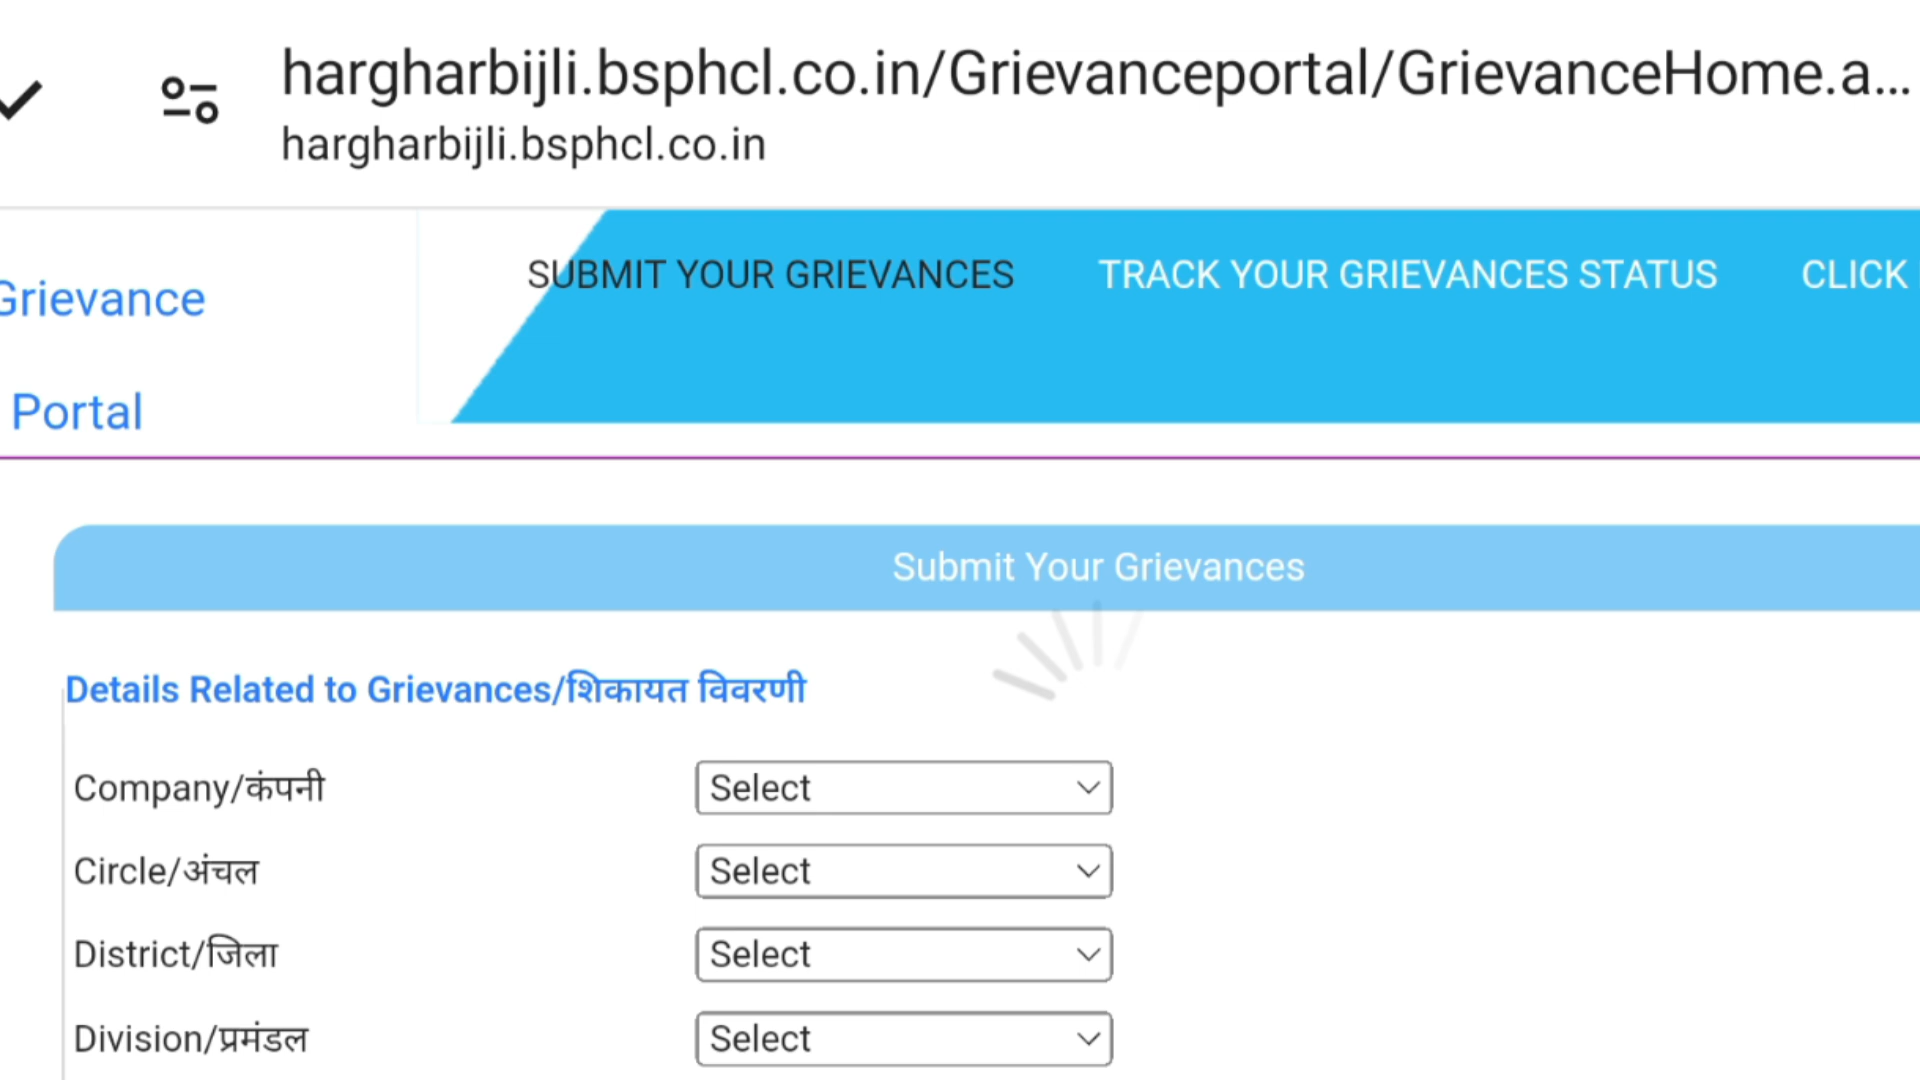 hargharbijli.bsphcl.co.in/Grievanceportal/GrievanceHome.a...
hargharbijli.bsphcl.co.in
Grievance
Portal
SUBMIT YOUR GRIEVANCES
TRACK YOUR GRIEVANCES STATUS
CLICK
Submit Your Grievances
Details Related to Grievances/शिकायत विवरणी
Company/कंपनी
Select
Circle/अंचल
Select
District/जिला
Select
Division/प्रमंडल
Select